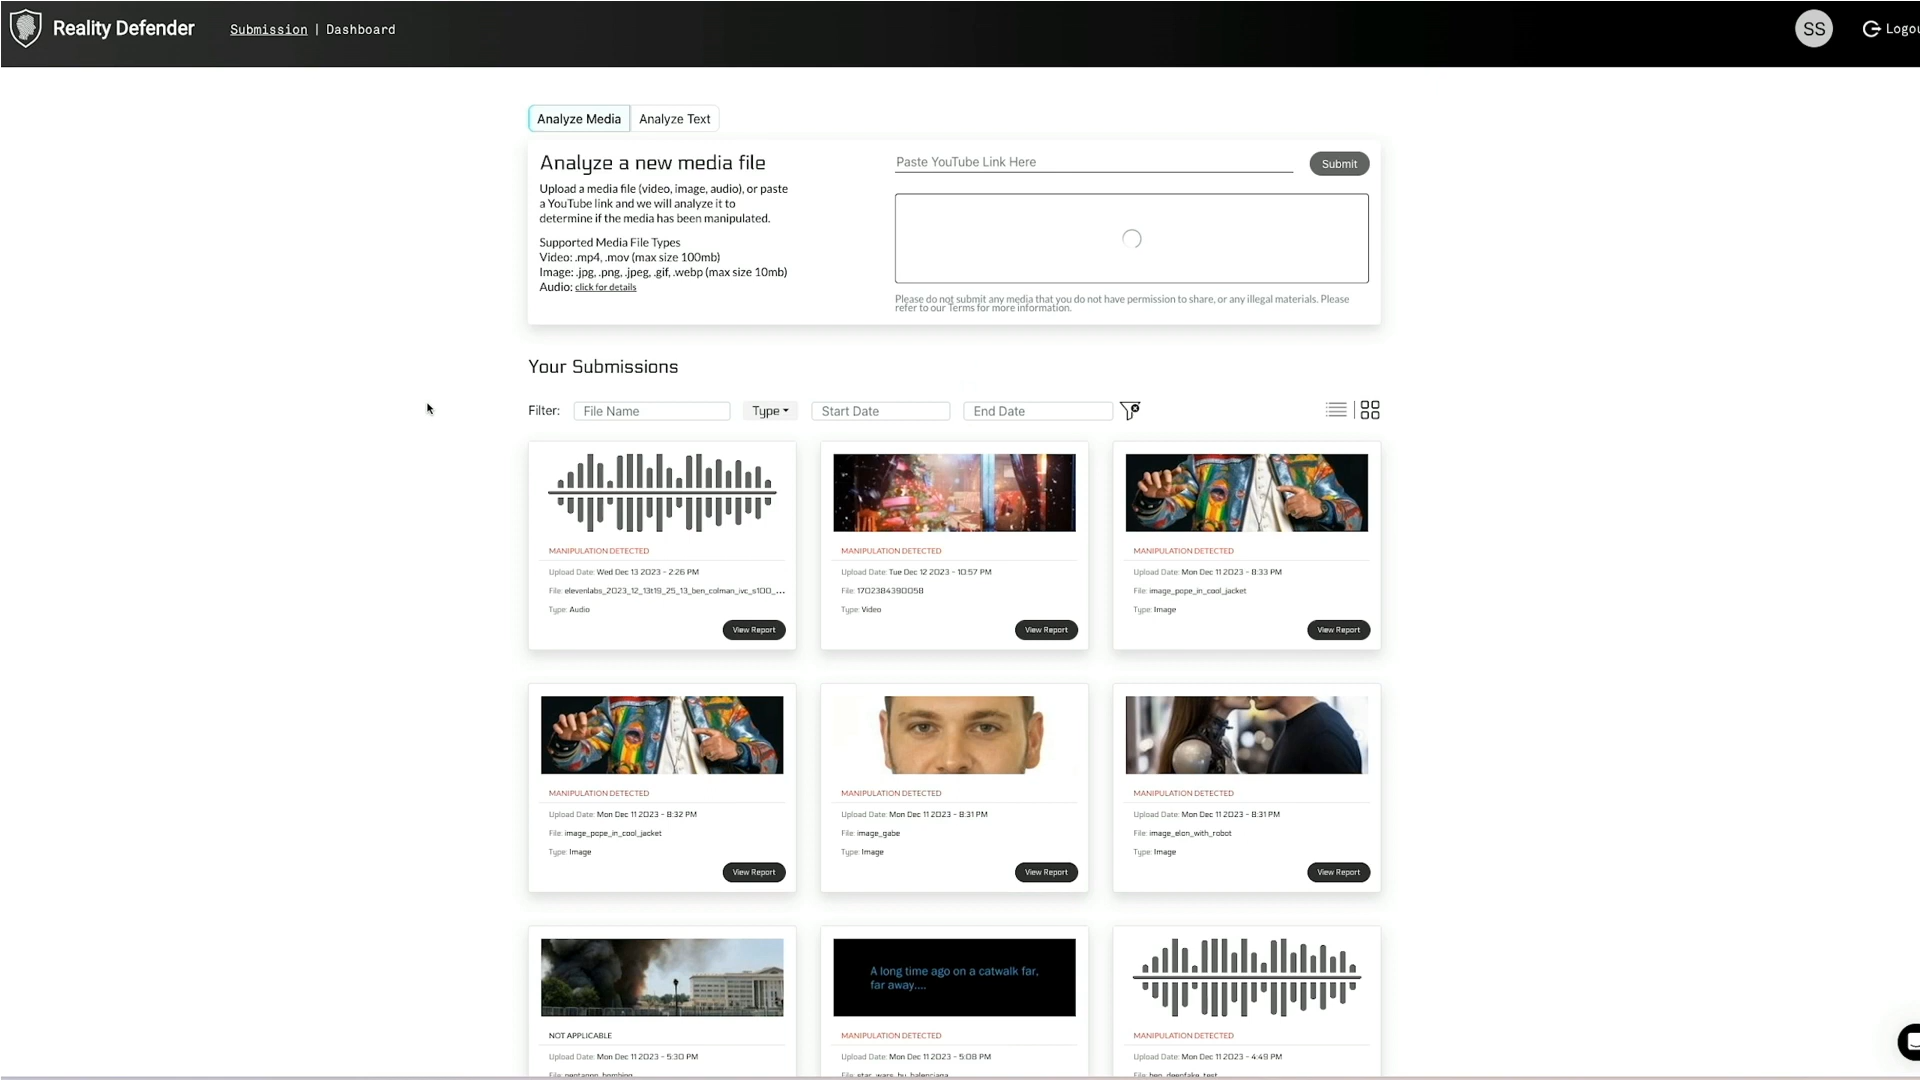 Reality Defender
Submission | Dashboard
SS
Logou
Analyze Media
Analyze Text
Analyze a new media file
Upload a media file (video, image, audio), or paste
a YouTube link and we will analyze it to
determine if the media has been manipulated.
Supported Media File Types
Video: .mp4, .mov (max size 100mb)
Image: .jpg, .png, .jpeg, .gif, .webp (max size 10mb)
Audio: click for details
Paste YouTube Link Here
Submit
Please do not submit any media that you do not have permission to share, or any illegal materials. Please
refer to our Terms for more information.
Your Submissions
Filter:
File Name
Type
Start Date
End Date
MANIPULATION DETECTED
Upload Date: Wed Dec 13 2023 - 2:26 PM
File: elevenlabs_2023_12_13t19_25_13_ben_colman_ivc_s100_...
Type: Audio
View Report
MANIPULATION DETECTED
Upload Date: Tue Dec 12 2023 - 10:57 PM
File: 1702384390058
Type: Video
View Report
MANIPULATION DETECTED
Upload Date: Mon Dec 11 2023 - 8:33 PM
File: image_pope_in_cool_jacket
Type: Image
View Report
MANIPULATION DETECTED
Upload Date: Mon Dec 11 2023 - 8:32 PM
File: image_pope_in_cool_jacket
Type: Image
View Report
MANIPULATION DETECTED
Upload Date: Mon Dec 11 2023 - 8:31 PM
File: image_gabe
Type: Image
View Report
MANIPULATION DETECTED
Upload Date: Mon Dec 11 2023 - 8:31 PM
File: image_elon_with_robot
Type: Image
View Report
NOT APPLICABLE
Upload Date: Mon Dec 11 2023 - 5:30 PM
File: pentagon_bombing
A long time ago on a catwalk far,
far away....
MANIPULATION DETECTED
Upload Date: Mon Dec 11 2023 - 5:08 PM
File: star_wars_by_balenciaga
MANIPULATION DETECTED
Upload Date: Mon Dec 11 2023 - 4:49 PM
File: ben_deepfake_test